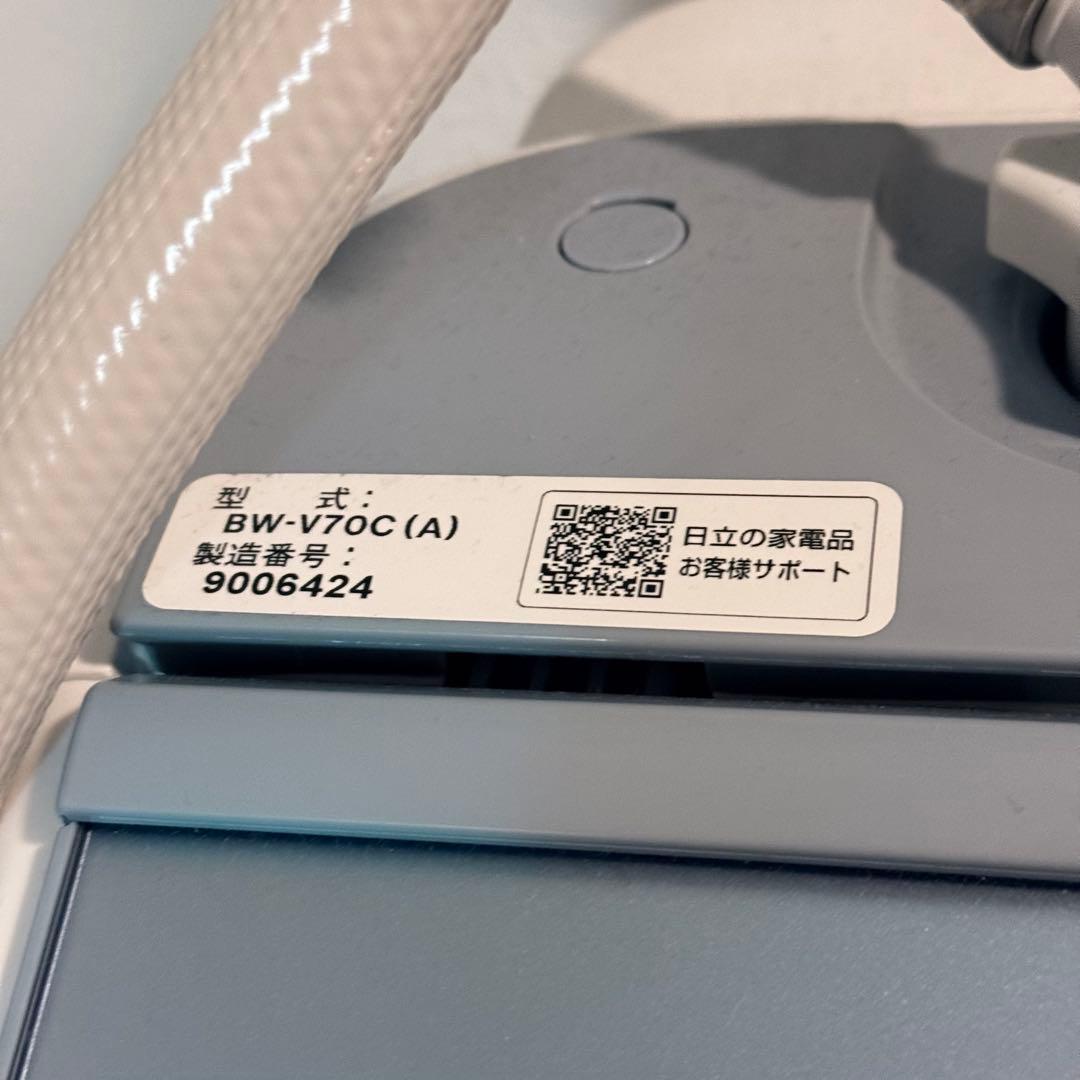 型 式：
BW-V70C(A)
製造番号：
9006424
日立の家電品
お客様サポート